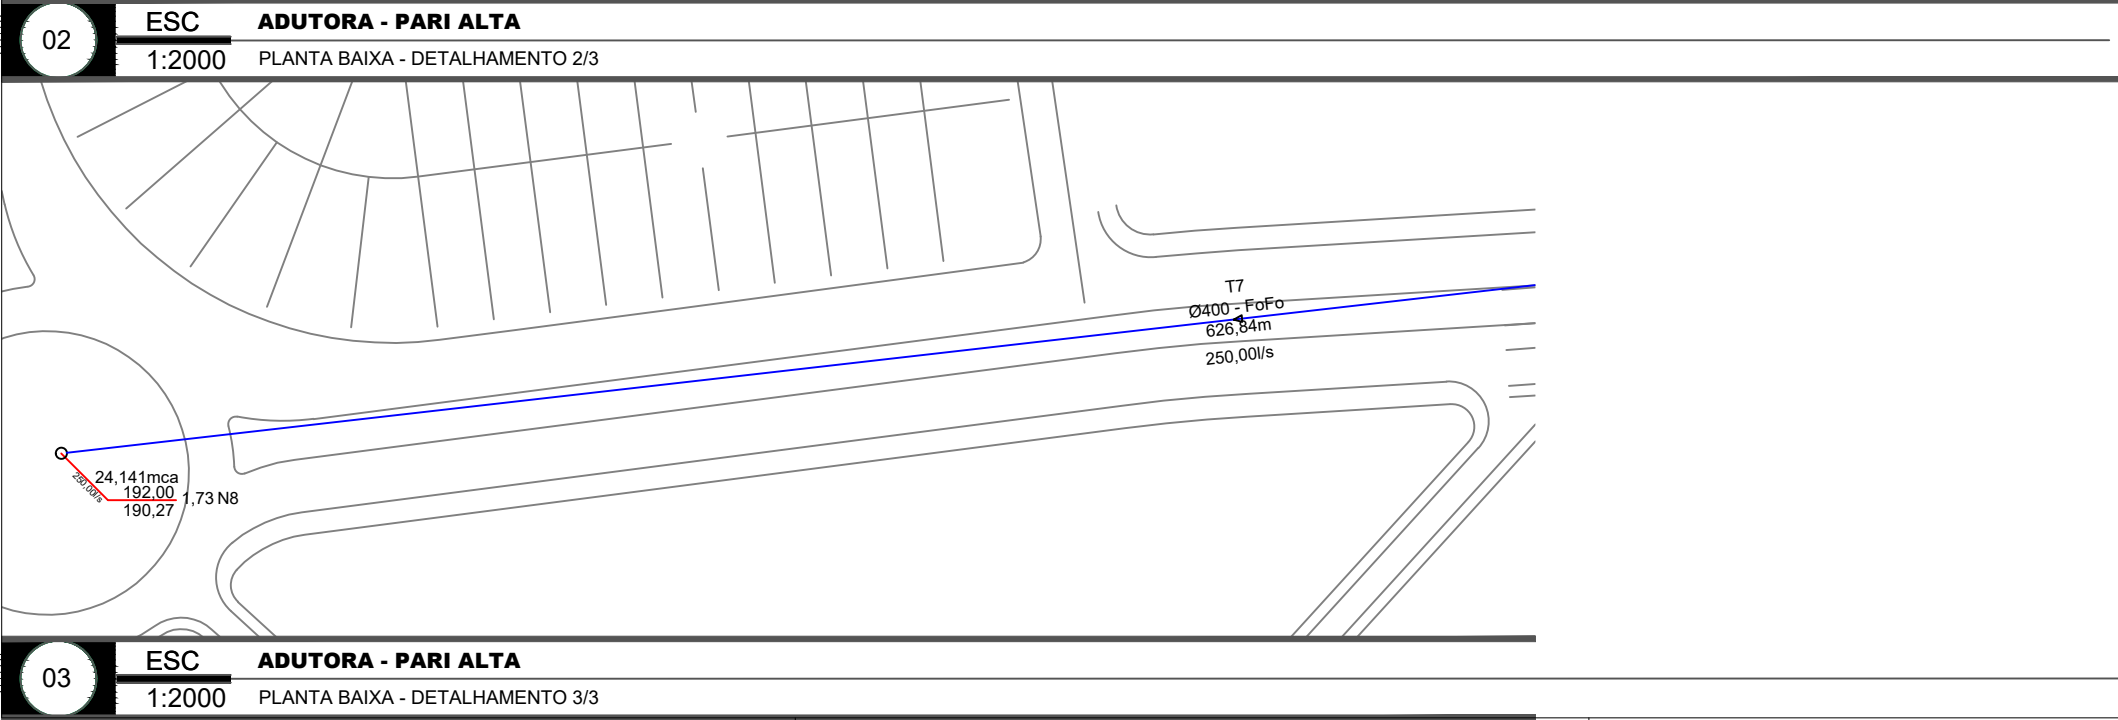 02
ESC
1:2000
ADUTORA - PARI ALTA
PLANTA BAIXA - DETALHAMENTO 2/3
T7
Ø400 - FoFo
626,84m
250,00l/s
250,00l/s
24,141mca
192,00
1,73 N8
190,27
03
ESC
1:2000
ADUTORA - PARI ALTA
PLANTA BAIXA - DETALHAMENTO 3/3